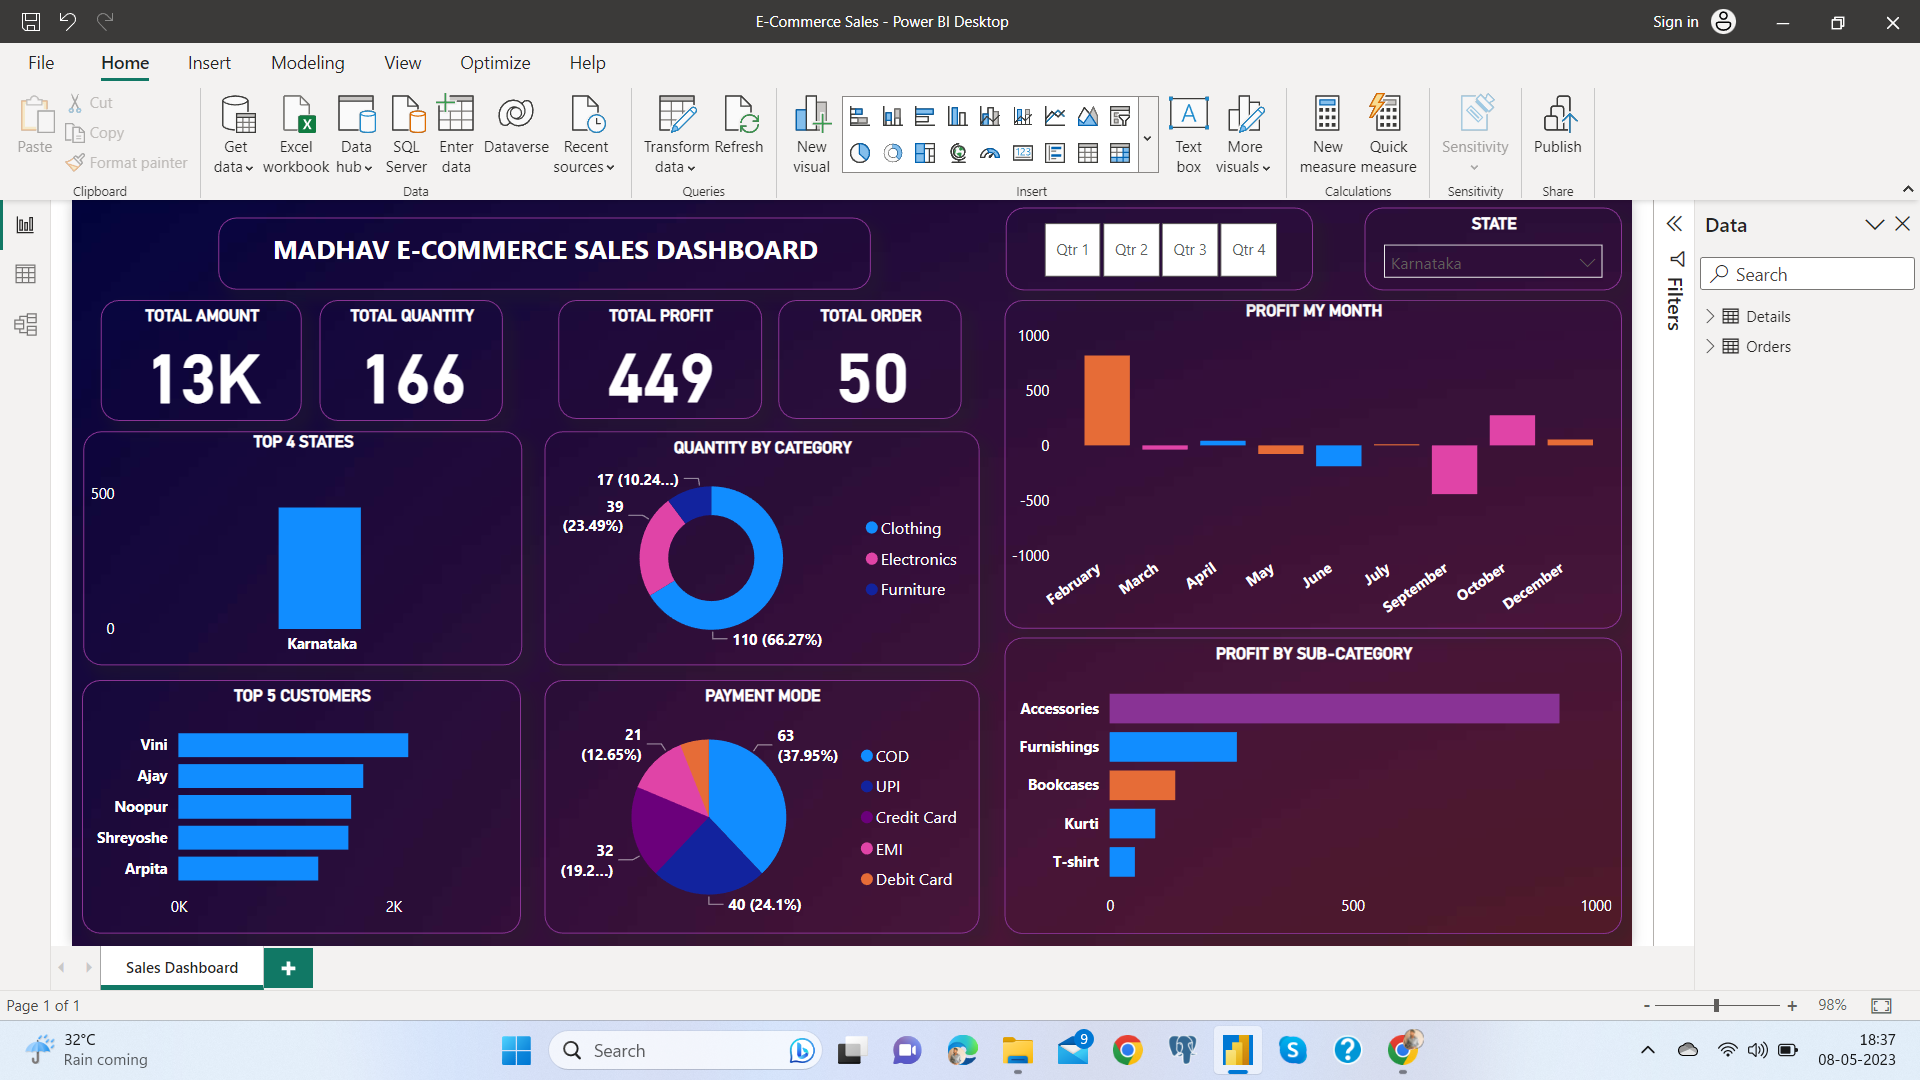 E-Commerce Sales - Power BI Desktop
Sign in
File Home Insert Modeling View Optimize Help
Paste
Cut
Copy
Format painter
Clipboard
Get data
Excel workbook
Data hub
SQL Server
Enter data
Dataverse
Recent sources
Data
Transform data
Refresh
Queries
New visual
123
Insert
A
Text box
More visuals
New measure
Quick measure
Calculations
Sensitivity
Sensitivity
Publish
Share
MADHAV E-COMMERCE SALES DASHBOARD
Qtr 1 Qtr 2 Qtr 3 Qtr 4
STATE
Karnataka
TOTAL AMOUNT
13K
TOTAL QUANTITY
166
TOTAL PROFIT
449
TOTAL ORDER
50
PROFIT MY MONTH
1000
500
0
-500
-1000
February March April May June July September October December
TOP 4 STATES
500
0
Karnataka
QUANTITY BY CATEGORY
17 (10.24...)
39
(23.49%)
110 (66.27%)
Clothing
Electronics
Furniture
TOP 5 CUSTOMERS
Vini
Ajay
Noopur
Shreyoshe
Arpita
0K 2K
PAYMENT MODE
21
(12.65%)
63
(37.95%)
32
(19.2...)
40 (24.1%)
COD
UPI
Credit Card
EMI
Debit Card
PROFIT BY SUB-CATEGORY
Accessories
Furnishings
Bookcases
Kurti
T-shirt
0 500 1000
Filters
Data
Search
Details
Orders
Sales Dashboard
Page 1 of 1
- + 98%
32°C
Rain coming
Search
9
18:37
08-05-2023